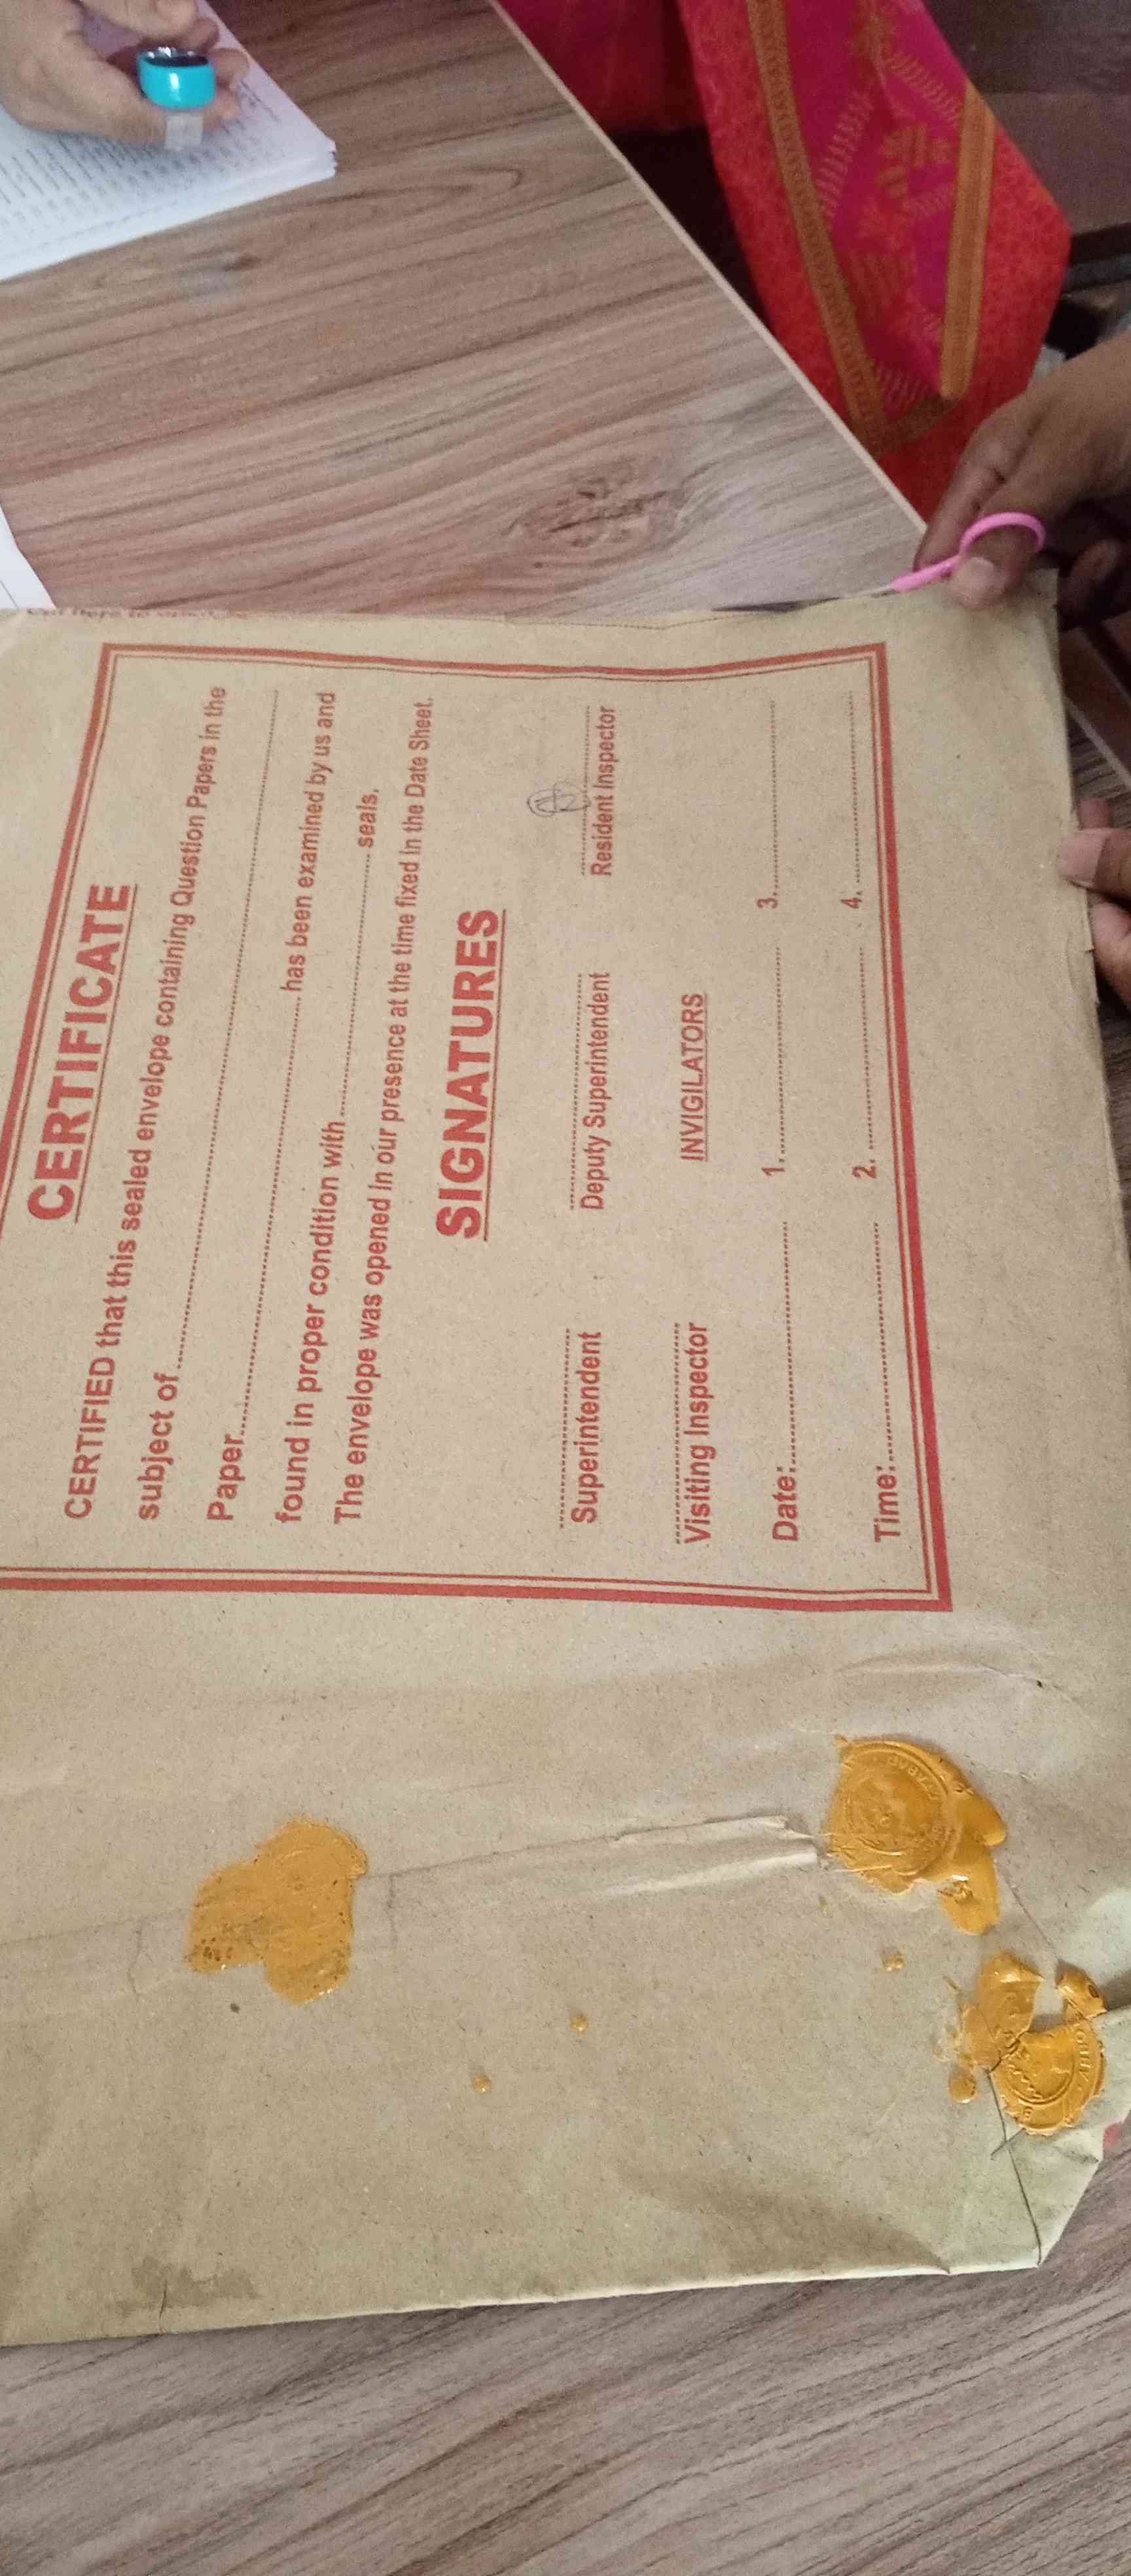 CERTIFICATE
CERTIFIED that this sealed envelope containing Question Papers in the
subject of
Paper has been examined by us and
found in proper condition with seals.
The envelope was opened in our presence at the time fixed in the Date Sheet.
SIGNATURES
Superintendent Deputy Superintendent Resident Inspector
Visiting Inspector INVIGILATORS
Date: 1. 3.
Time: 2. 4.